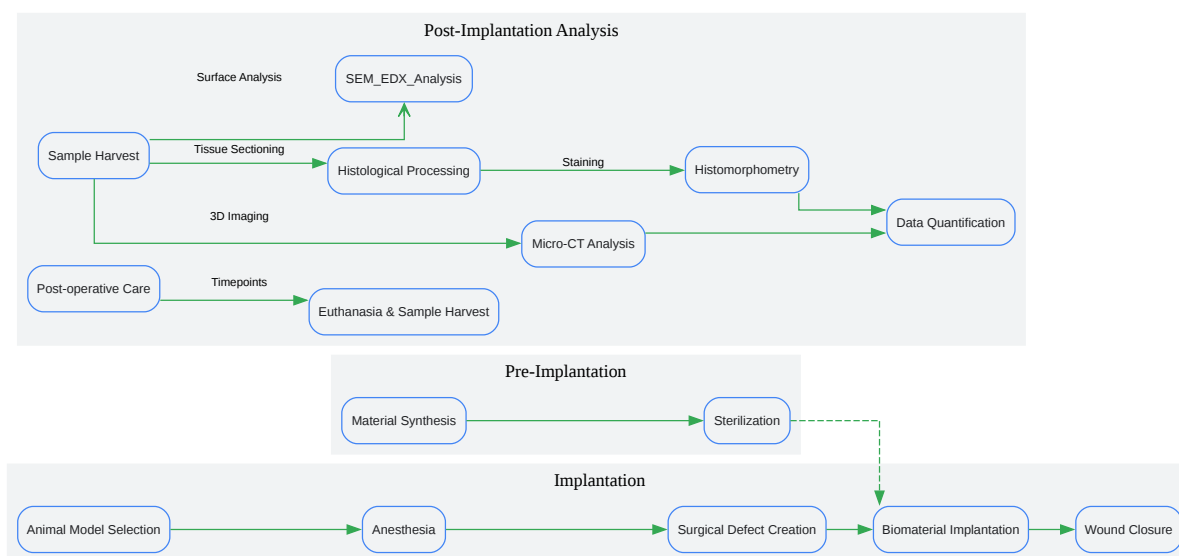 Post-Implantation Analysis
Surface Analysis
SEM_EDX_Analysis
Sample Harvest
Tissue Sectioning
Histological Processing
Staining
Histomorphometry
3D Imaging
Micro-CT Analysis
Data Quantification
Post-operative Care
Timepoints
Euthanasia & Sample Harvest
Pre-Implantation
Material Synthesis
Sterilization
Implantation
Animal Model Selection
Anesthesia
Surgical Defect Creation
Biomaterial Implantation
Wound Closure